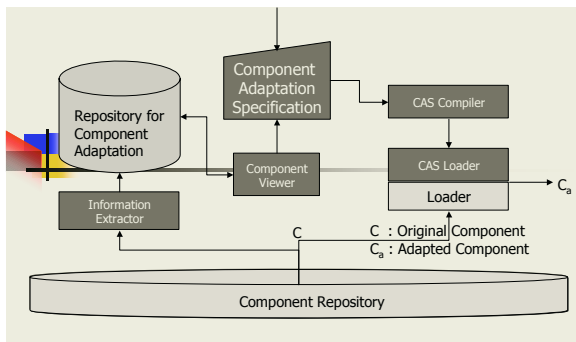 Component
Adaptation
Specification
Repository for
Component
Adaptation
CAS Compiler
Component
Viewer
CAS Loader
Loader
Cₐ
Information
Extractor
C
C : Original Component
Cₐ : Adapted Component
Component Repository